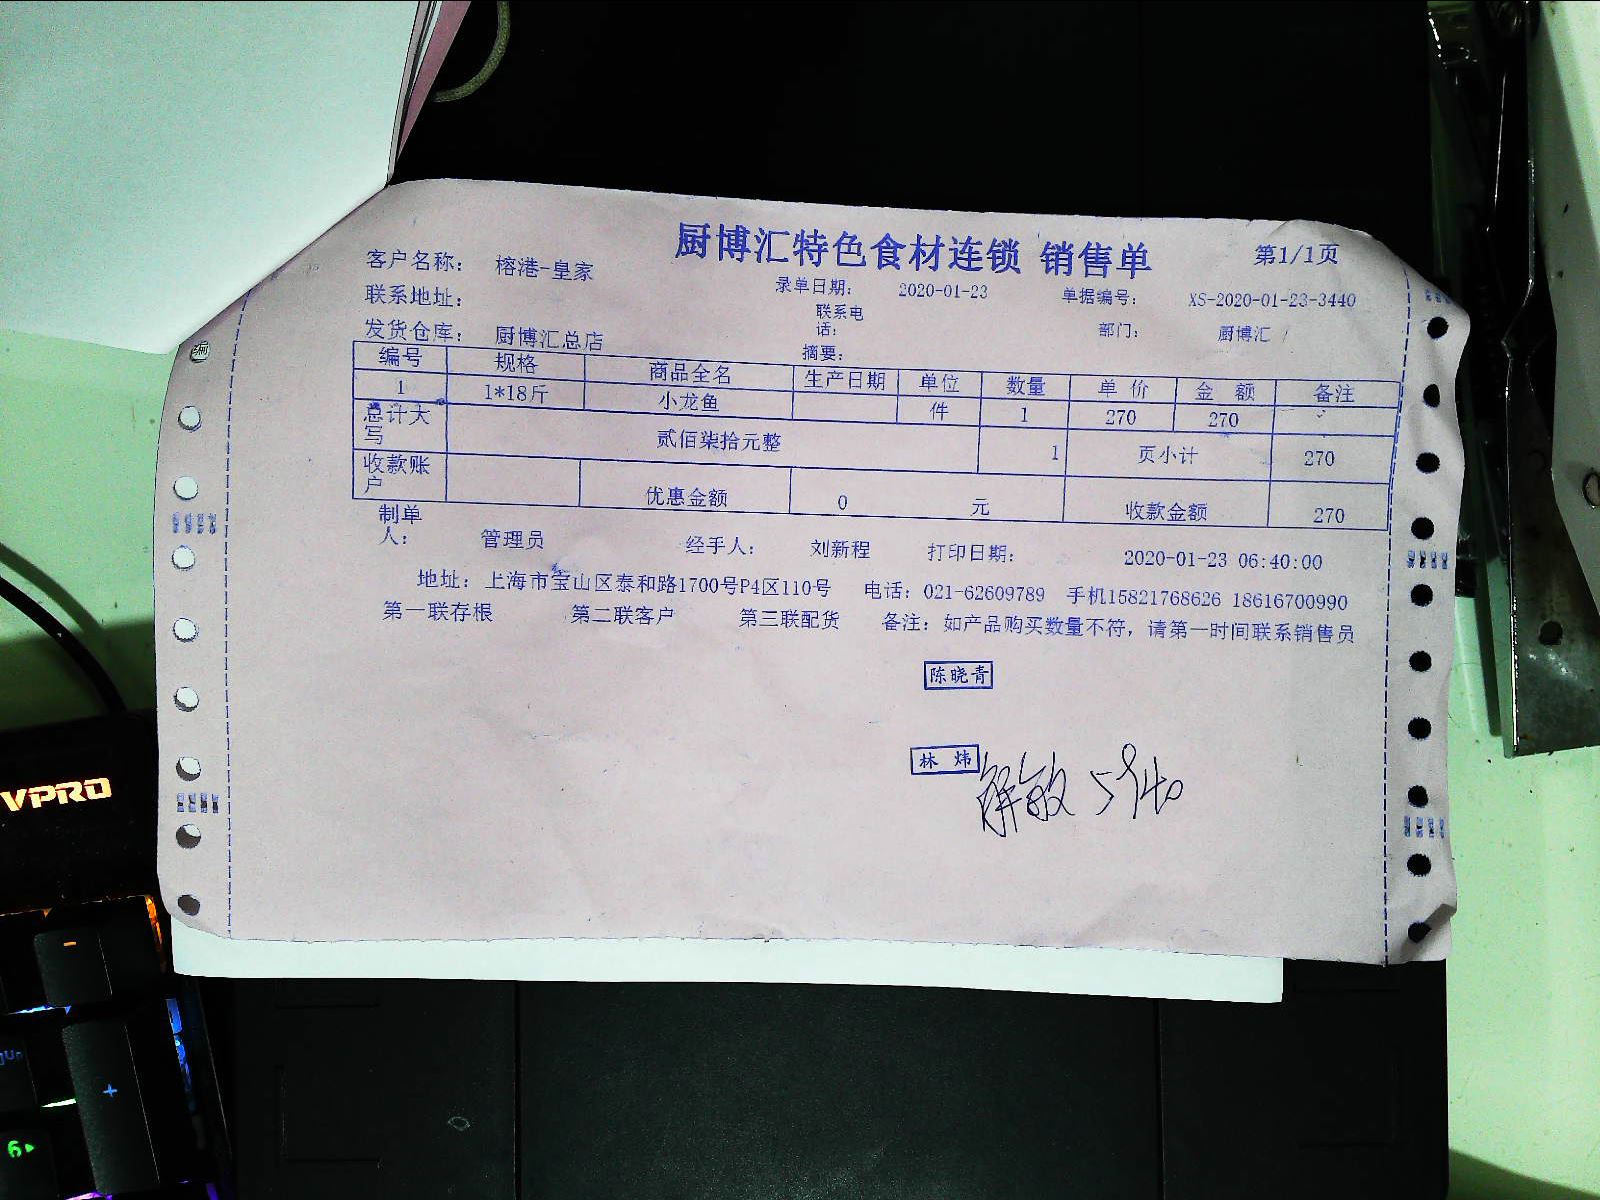 厨博汇特色食材连锁 销售单 第1/1页
客户名称： 榕港-皇家
录单日期： 2020-01-23 单据编号： XS-2020-01-23-3440
联系地址： 联系电话： 部门： 厨博汇 /
发货仓库： 厨博汇总店 摘要：
编号 规格 商品全名 生产日期 单位 数量 单 价 金 额 备注
1 1*18斤 小龙鱼 件 1 270 270
总计大写 贰佰柒拾元整 1 页小计 270
收款账户 优惠金额 0 元 收款金额 270
制单人： 管理员 经手人： 刘新程 打印日期： 2020-01-23 06:40:00
地址：上海市宝山区泰和路1700号P4区110号 电话：021-62609789 手机15821768626 18616700990
第一联存根 第二联客户 第三联配货 备注：如产品购买数量不符，请第一时间联系销售员
陈晓青
林 炜
解敏
VPRO